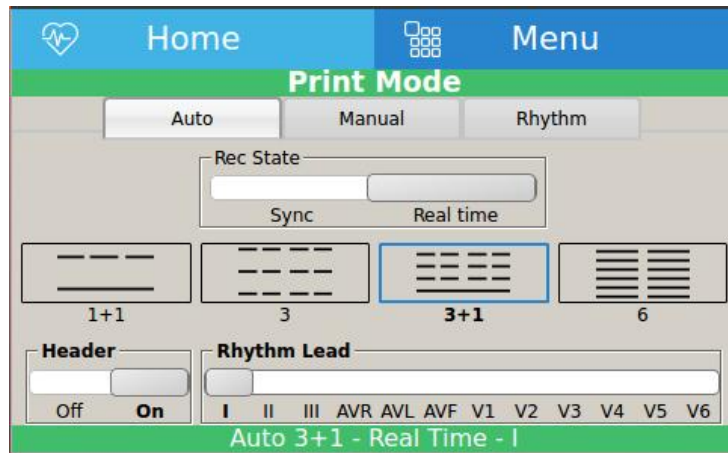 Home Menu
Print Mode
Auto Manual Rhythm
Rec State
Sync Real time
1+1 3 3+1 6
Header Rhythm Lead
Off On I II III AVR AVL AVF V1 V2 V3 V4 V5 V6
Auto 3+1 - Real Time - I